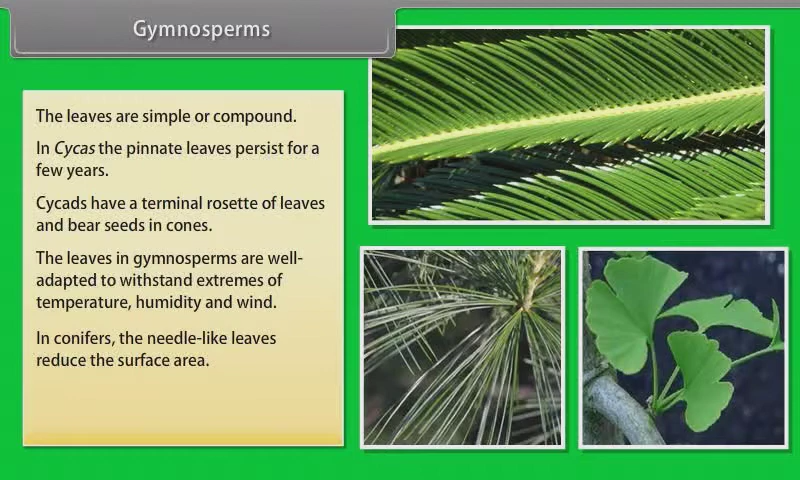 Gymnosperms
The leaves are simple or compound.
In Cycas the pinnate leaves persist for a
few years.
Cycads have a terminal rosette of leaves
and bear seeds in cones.
The leaves in gymnosperms are well-
adapted to withstand extremes of
temperature, humidity and wind.
In conifers, the needle-like leaves
reduce the surface area.